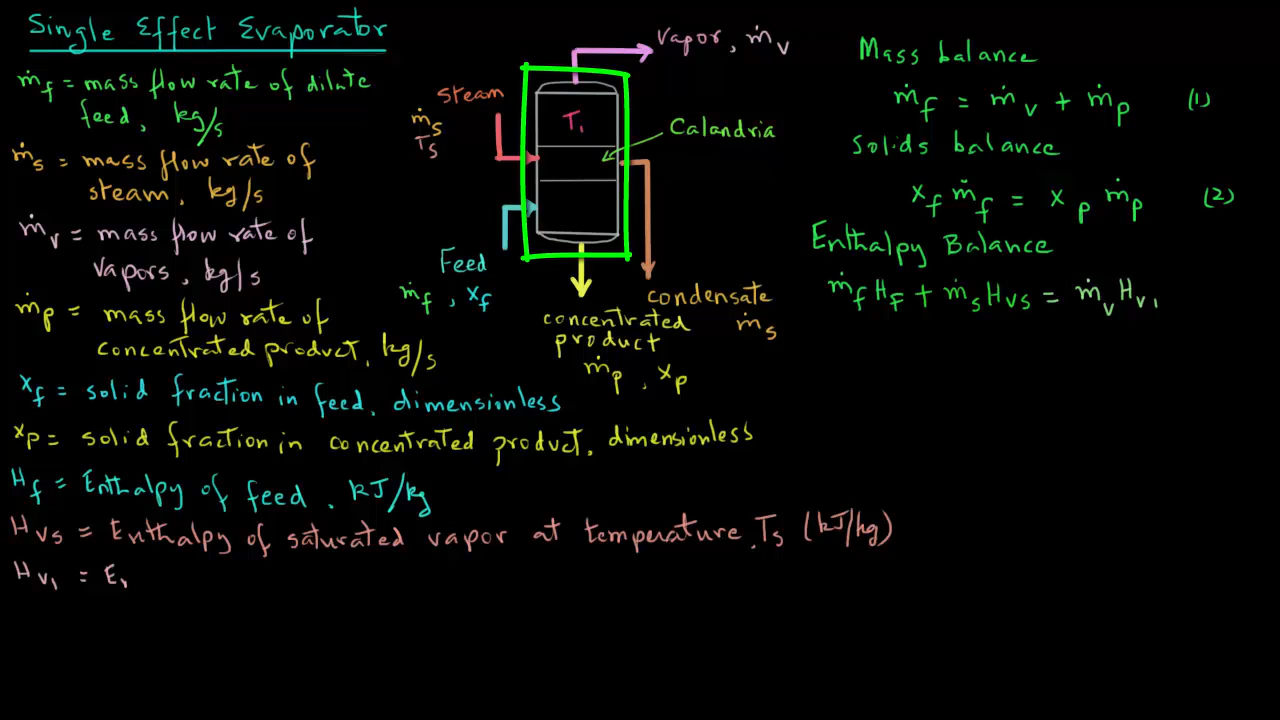 Single Effect Evaporator
ṁf = mass flow rate of dilute
feed, kg/s
ṁs = mass flow rate of
steam, kg/s
ṁv = mass flow rate of
vapors, kg/s
ṁp = mass flow rate of
concentrated product, kg/s
xf = solid fraction in feed, dimensionless
xp = solid fraction in concentrated product, dimensionless
Hf = Enthalpy of feed, kJ/kg
Hvs = Enthalpy of saturated vapor at temperature, Ts (kJ/kg)
Hv1 = En
Vapor, ṁv
steam
ṁs
Ts
T1
Calandria
Feed
ṁf, xf
condensate
ṁs
concentrated
product
ṁp, xp
Mass balance
ṁf = ṁv + ṁp (1)
Solids balance
xf ṁf = xp ṁp (2)
Enthalpy Balance
ṁf Hf + ṁs Hvs = ṁv Hv1